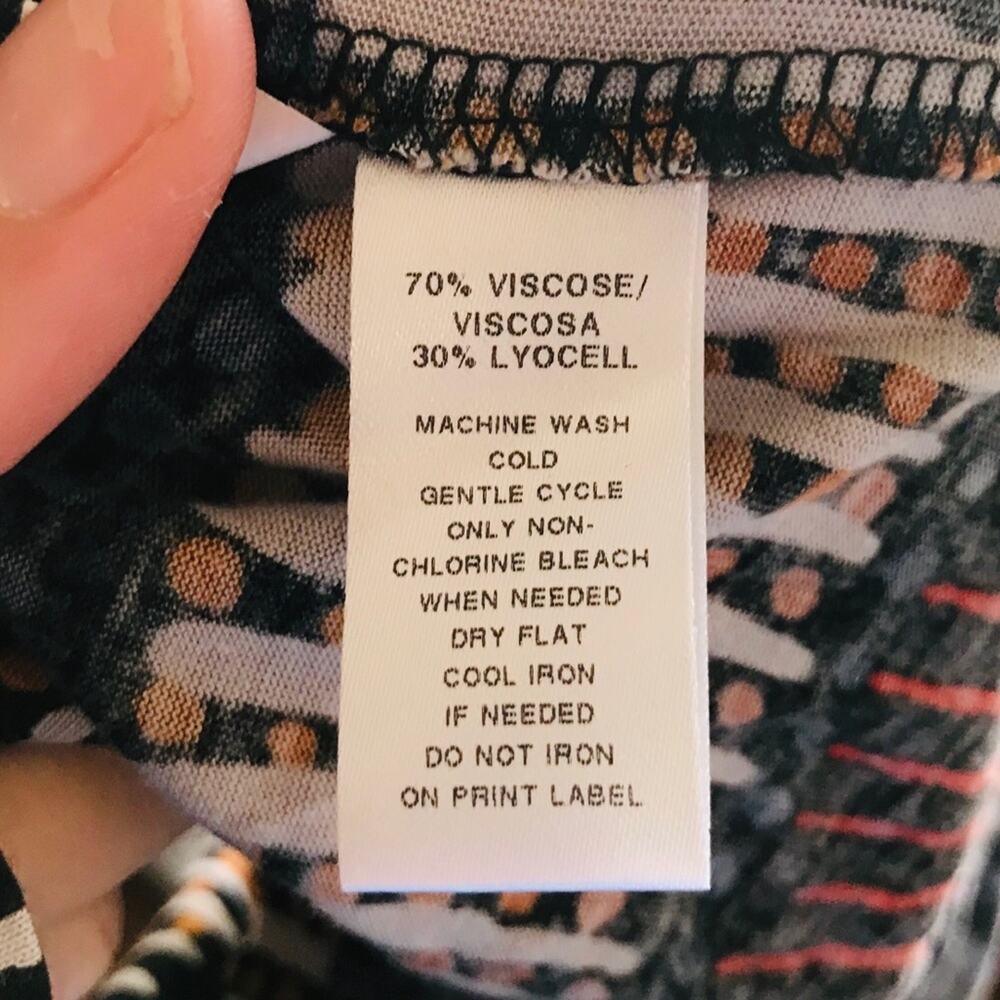 70% VISCOSE/
VISCOSA
30% LYOCELL
MACHINE WASH
COLD
GENTLE CYCLE
ONLY NON-
CHLORINE BLEACH
WHEN NEEDED
DRY FLAT
COOL IRON
IF NEEDED
DO NOT IRON
ON PRINT LABEL